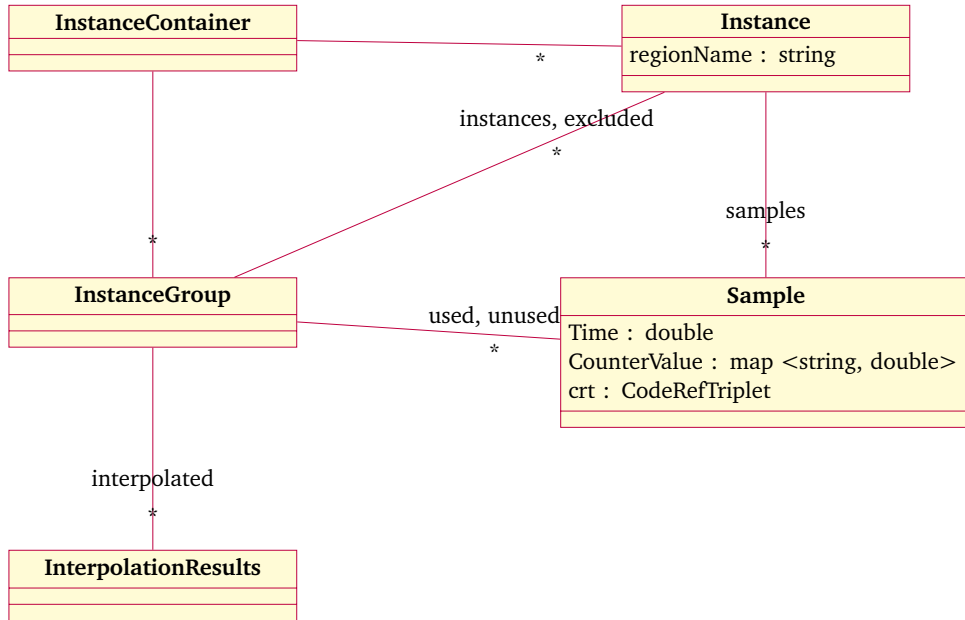 InstanceContainer
Instance
regionName : string
*
instances, excluded
*
samples
*
*
InstanceGroup
Sample
used, unused
*
Time : double
CounterValue : map <string, double>
crt : CodeRefTriplet
interpolated
*
InterpolationResults